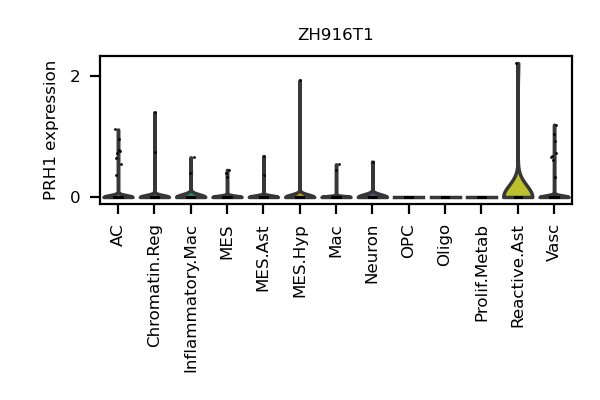 ZH916T1
PRH1 expression
2
0
AC
Chromatin.Reg
Inflammatory.Mac
MES
MES.Ast
MES.Hyp
Mac
Neuron
OPC
Oligo
Prolif.Metab
Reactive.Ast
Vasc